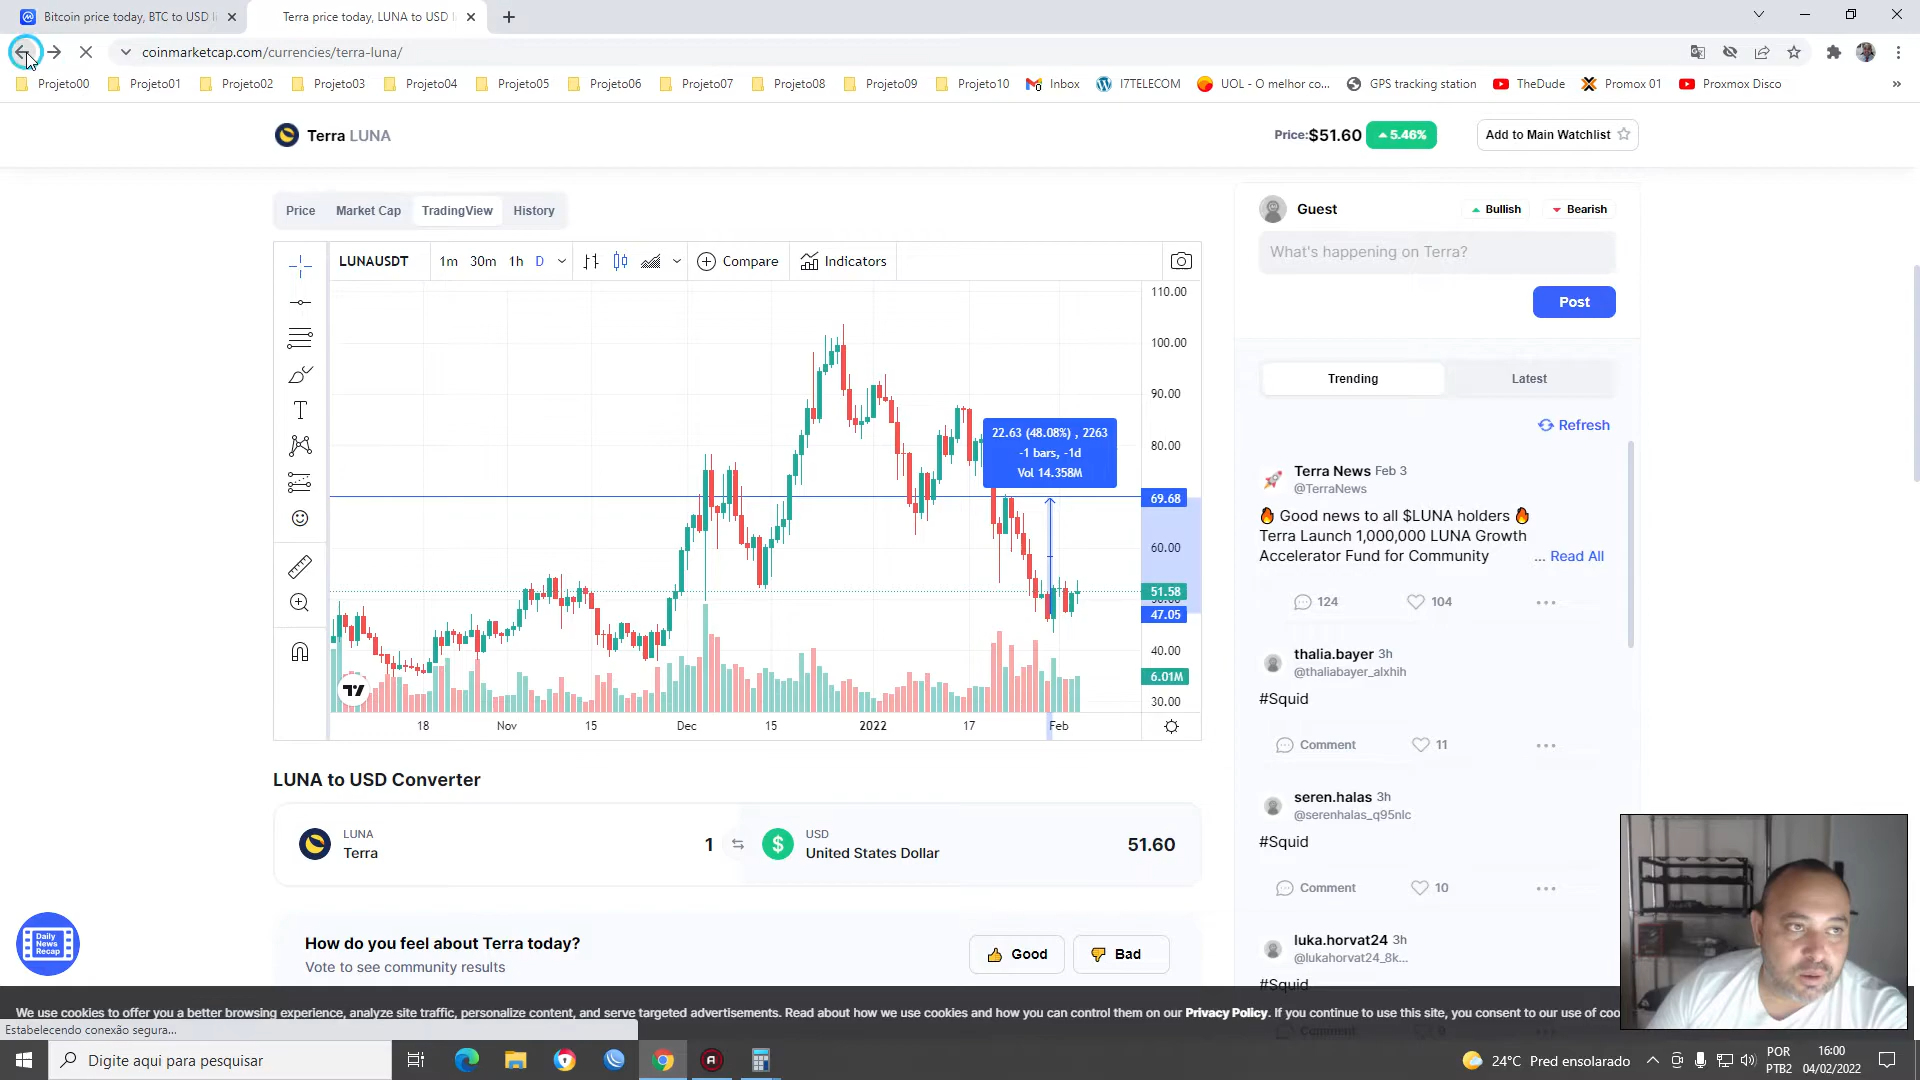 Bitcoin price today, BTC to USD l
Terra price today, LUNA to USD l
coinmarketcap.com/currencies/terra-luna/
Projeto00
Projeto01
Projeto02
Projeto03
Projeto04
Projeto05
Projeto06
Projeto07
Projeto08
Projeto09
Projeto10
Inbox
I7TELECOM
UOL - O melhor co...
GPS tracking station
TheDude
Promox 01
Proxmox Disco
»
Terra LUNA
Price:$51.60
5.46%
Add to Main Watchlist
Price
Market Cap
TradingView
History
LUNAUSDT
1m
30m
1h
D
Compare
Indicators
110.00
100.00
90.00
80.00
69.68
60.00
51.58
47.05
40.00
6.01M
30.00
22.63 (48.08%) , 2263
-1 bars, -1d
Vol 14.358M
18
Nov
15
Dec
15
2022
17
Feb
LUNA to USD Converter
LUNA
Terra
1
USD
United States Dollar
51.60
How do you feel about Terra today?
Vote to see community results
Good
Bad
Guest
Bullish
Bearish
What's happening on Terra?
Post
Trending
Latest
Refresh
Terra News Feb 3
@TerraNews
🔥 Good news to all $LUNA holders 🔥
Terra Launch 1,000,000 LUNA Growth
Accelerator Fund for Community
... Read All
124
104
thalia.bayer 3h
@thaliabayer_alxhih
#Squid
Comment
11
seren.halas 3h
@serenhalas_q95nlc
#Squid
Comment
10
luka.horvat24 3h
@lukahorvat24_8k...
#Squid
Daily
News
Recap
We use cookies to offer you a better browsing experience, analyze site traffic, personalize content, and serve targeted advertisements. Read about how we use cookies and how you can control them on our Privacy Policy. If you continue to use this site, you consent to our use of coo
Comment
Estabelecendo conexão segura...
Digite aqui para pesquisar
24°C Pred ensolarado
POR
PTB2
16:00
04/02/2022